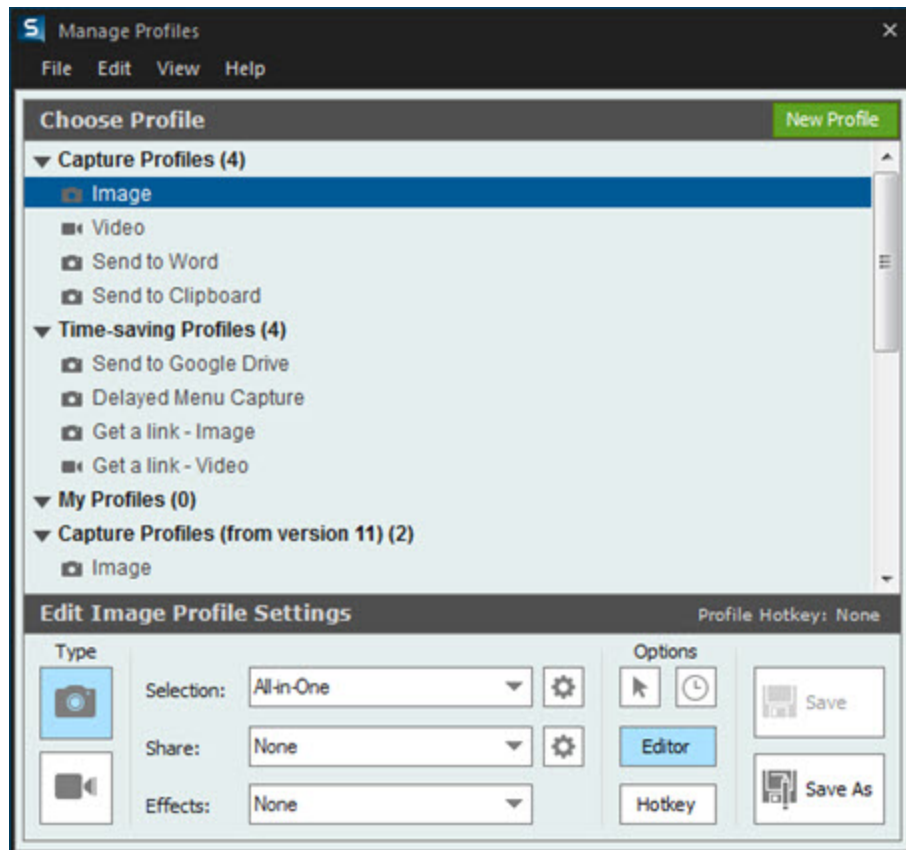 S Manage Profiles
File Edit View Help
Choose Profile New Profile
Capture Profiles (4)
Image
Video
Send to Word
Send to Clipboard
Time-saving Profiles (4)
Send to Google Drive
Delayed Menu Capture
Get a link - Image
Get a link - Video
My Profiles (0)
Capture Profiles (from version 11) (2)
Image
Edit Image Profile Settings Profile Hotkey: None
Type Options
Selection: All-in-One
Save
Share: None Editor
Effects: None Hotkey Save As